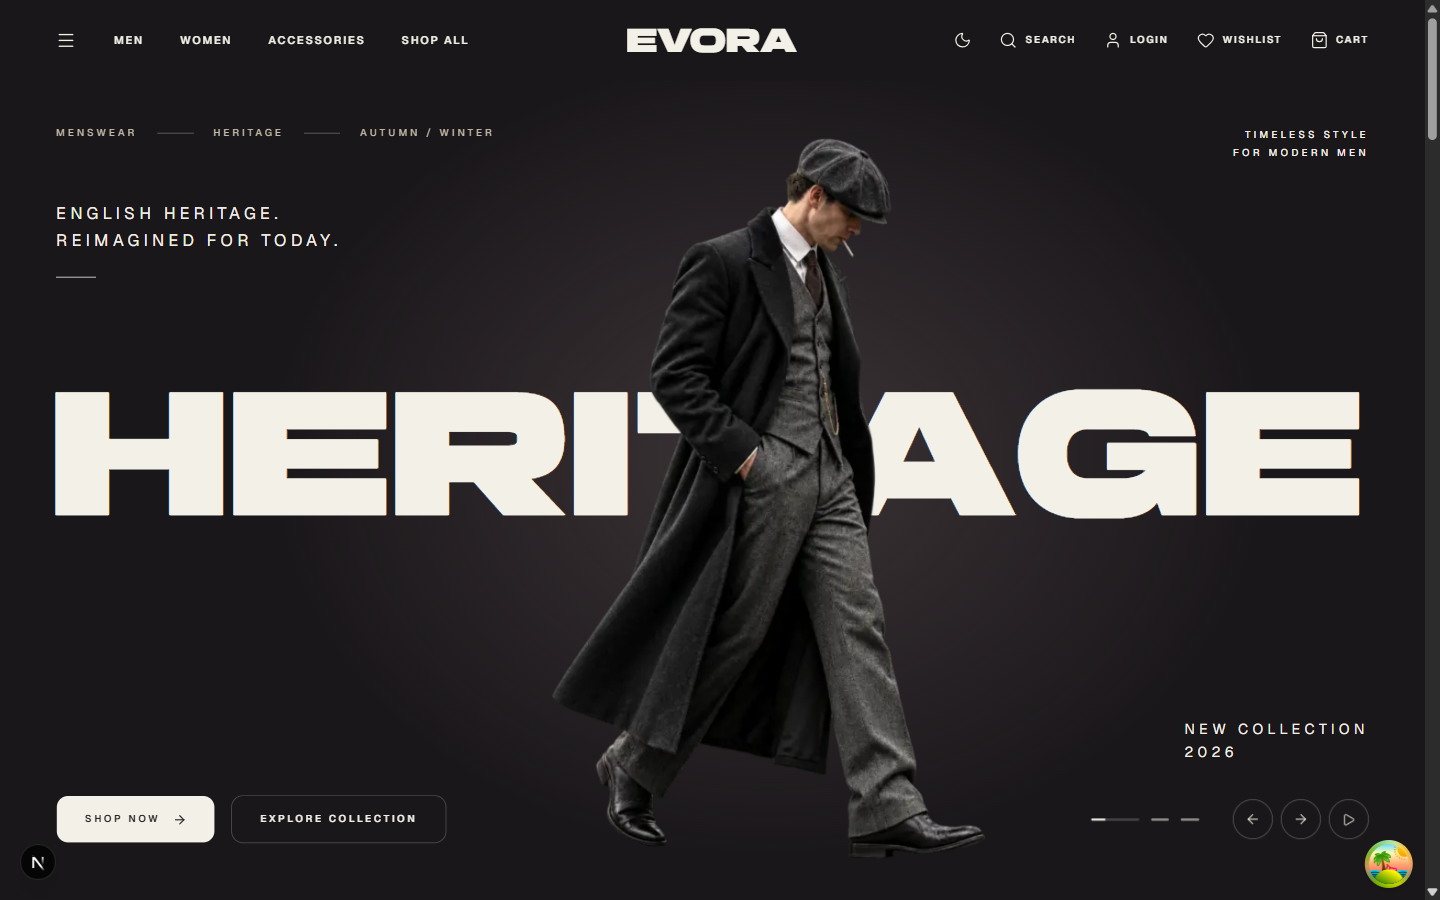 MEN WOMEN ACCESSORIES SHOP ALL EVORA SEARCH LOGIN WISHLIST CART
MENSWEAR HERITAGE AUTUMN / WINTER
TIMELESS STYLE
FOR MODERN MEN
ENGLISH HERITAGE.
REIMAGINED FOR TODAY.
HERITAGE
NEW COLLECTION
2026
SHOP NOW EXPLORE COLLECTION
N